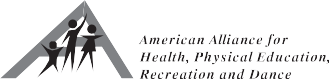 American Alliance for
Health, Physical Education,
Recreation and Dance